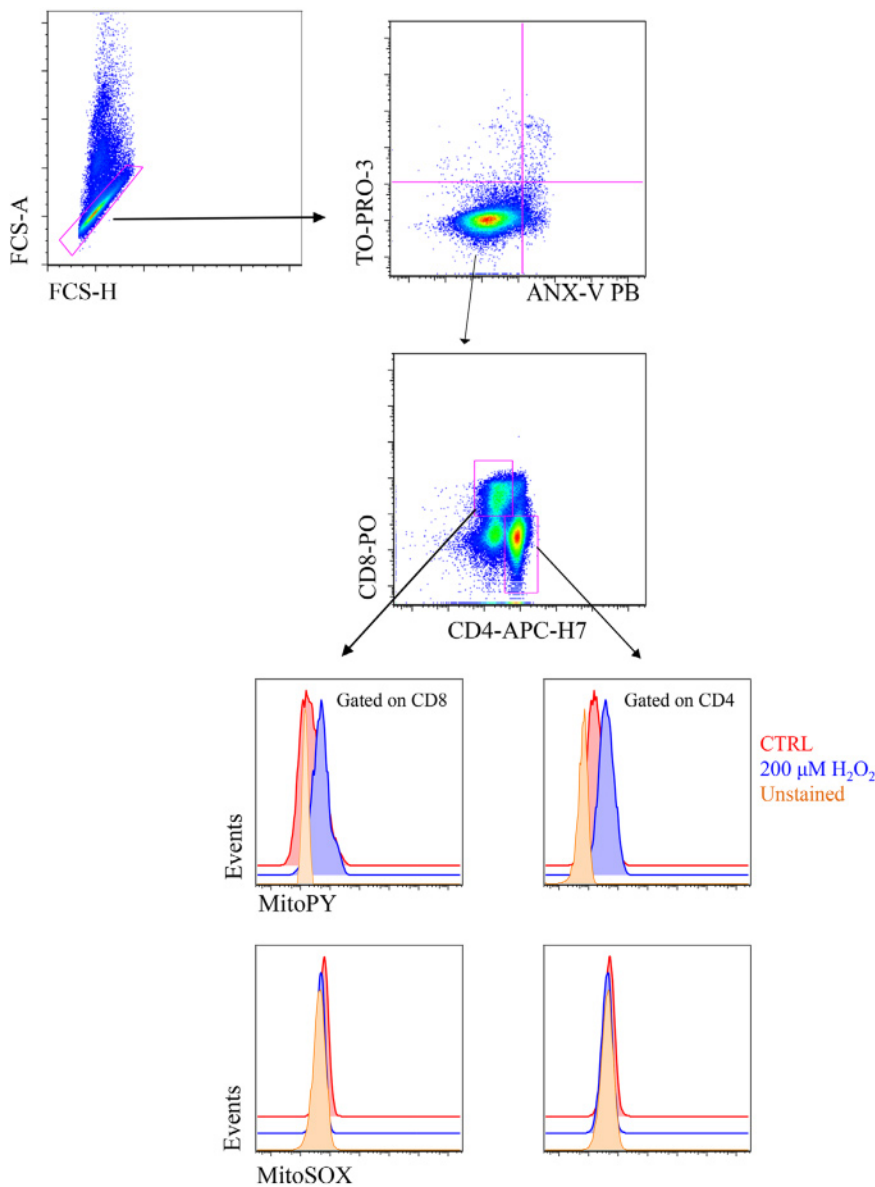 FCS-A
FCS-H
TO-PRO-3
ANX-V PB
CD8-PO
CD4-APC-H7
Gated on CD8
Gated on CD4
CTRL
200 µM H₂O₂
Unstained
Events
MitoPY
Events
MitoSOX